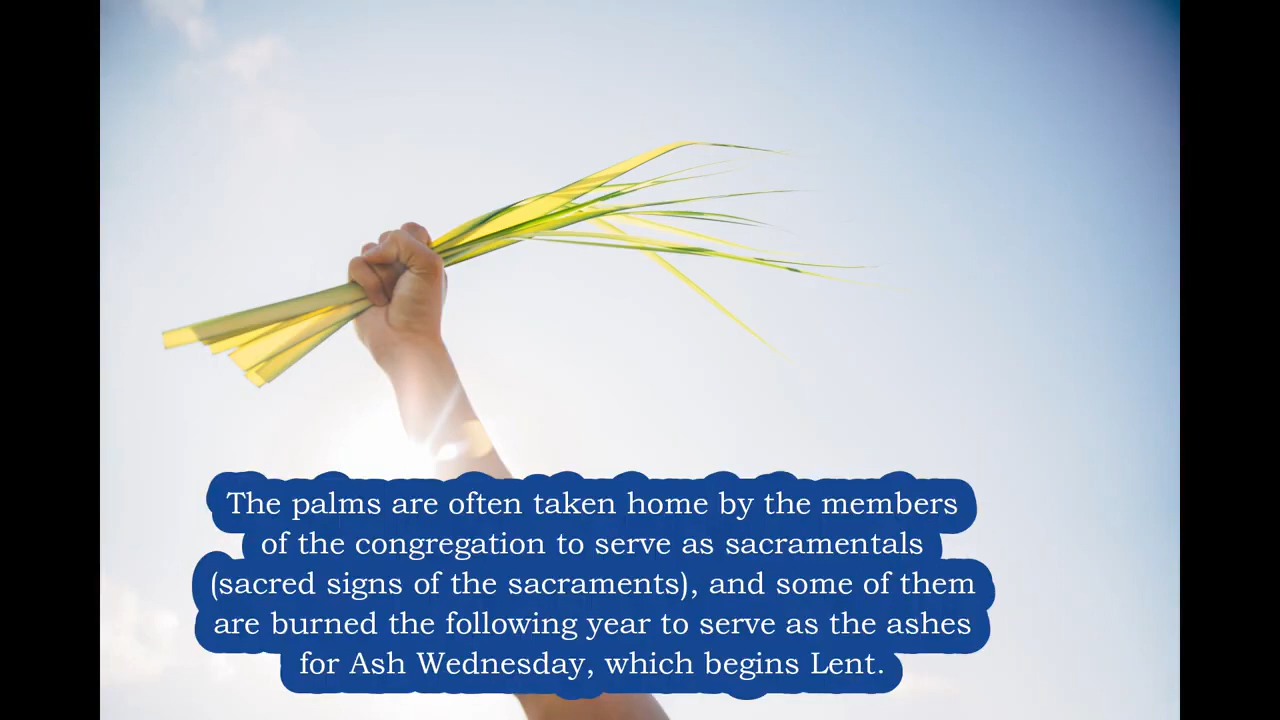 The palms are often taken home by the members
of the congregation to serve as sacramentals
(sacred signs of the sacraments), and some of them
are burned the following year to serve as the ashes
for Ash Wednesday, which begins Lent.